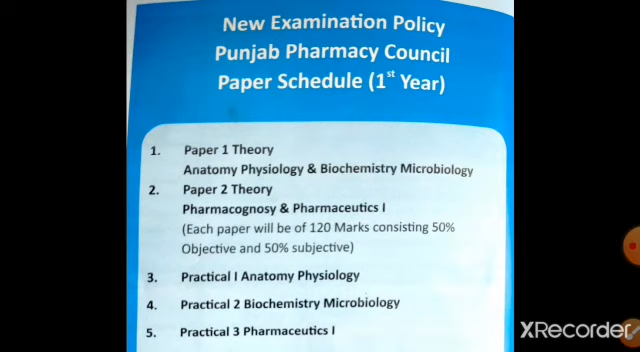 New Examination Policy
Punjab Pharmacy Council
Paper Schedule (1st Year)
1. Paper 1 Theory
Anatomy Physiology & Biochemistry Microbiology
2. Paper 2 Theory
Pharmacognosy & Pharmaceutics I
(Each paper will be of 120 Marks consisting 50%
Objective and 50% subjective)
3. Practical I Anatomy Physiology
4. Practical 2 Biochemistry Microbiology
5. Practical 3 Pharmaceutics I
XRecorder